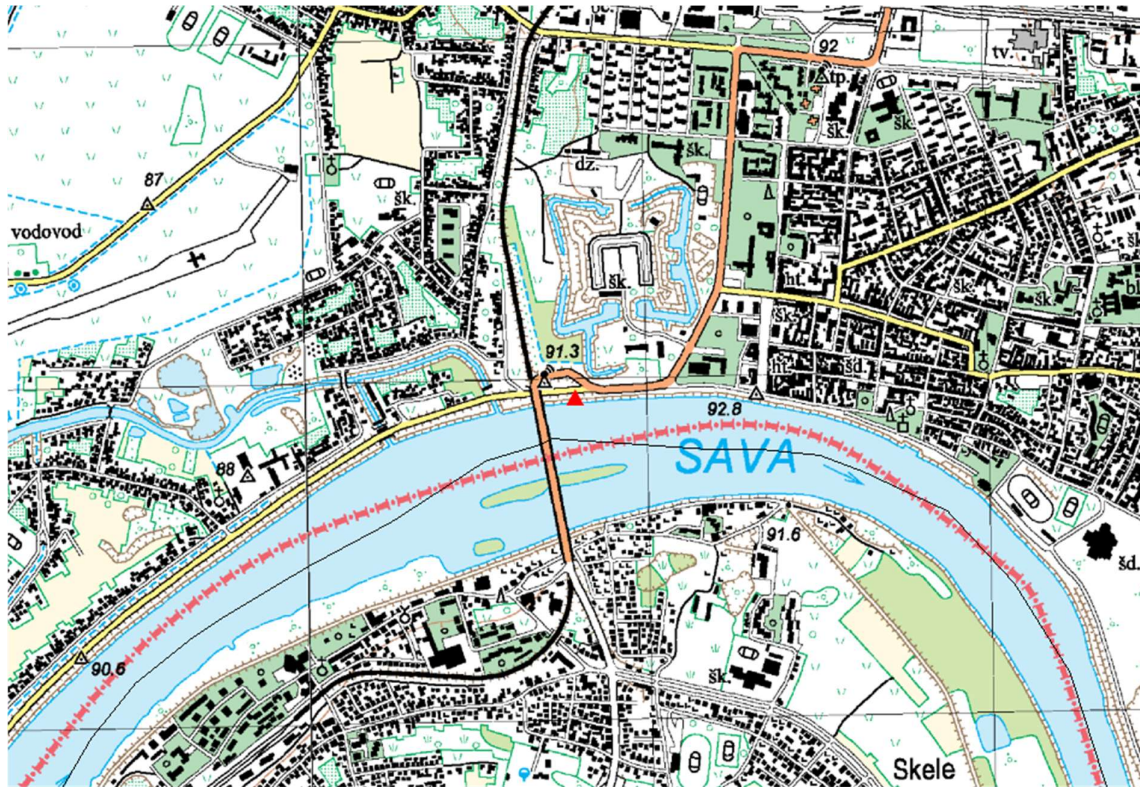 92
tv.
tp.
šk.
šk.
dz.
šk.
87
šk.
vodovod
šk.
ht.
šk.
šk.
bl
šk.
91.3
ht.
šd.
92.8
SAVA
88
91.6
šd.
90.6
šk.
Skele